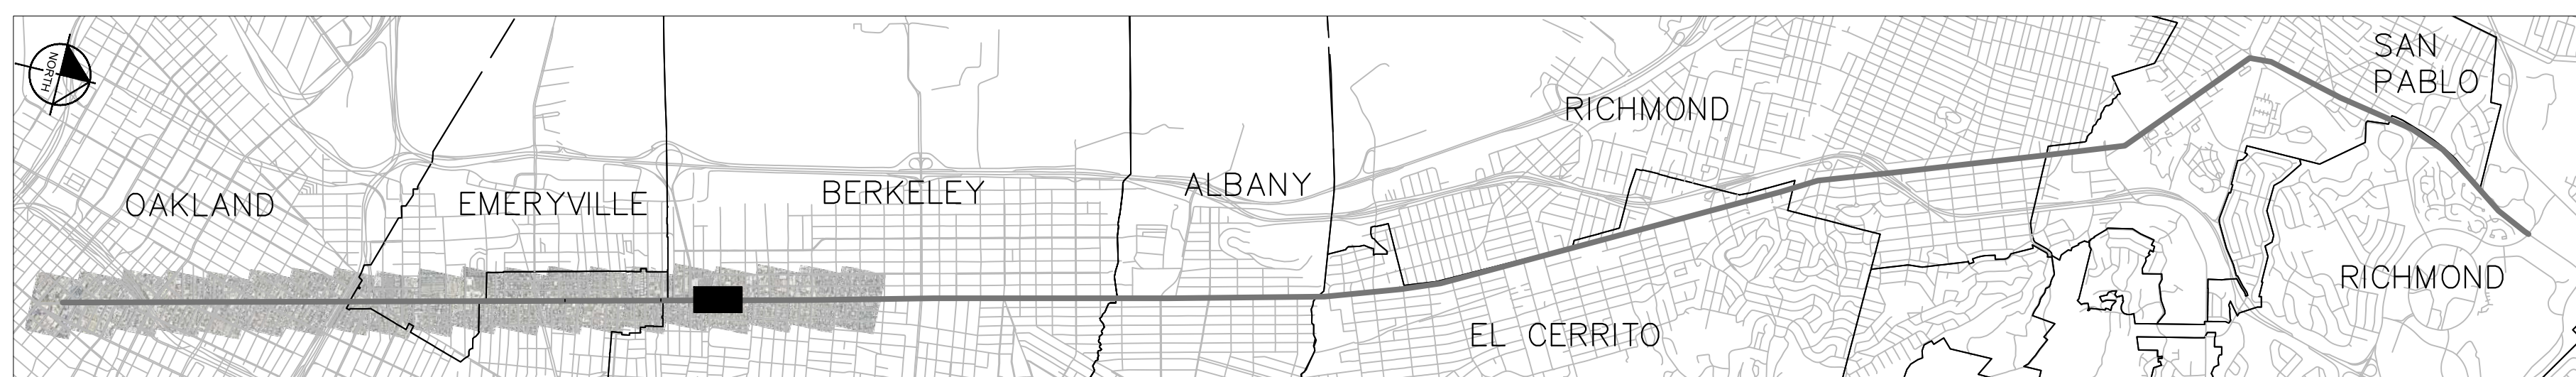 NORTH
OAKLAND
EMERYVILLE
BERKELEY
ALBANY
RICHMOND
EL CERRITO
SAN
PABLO
RICHMOND